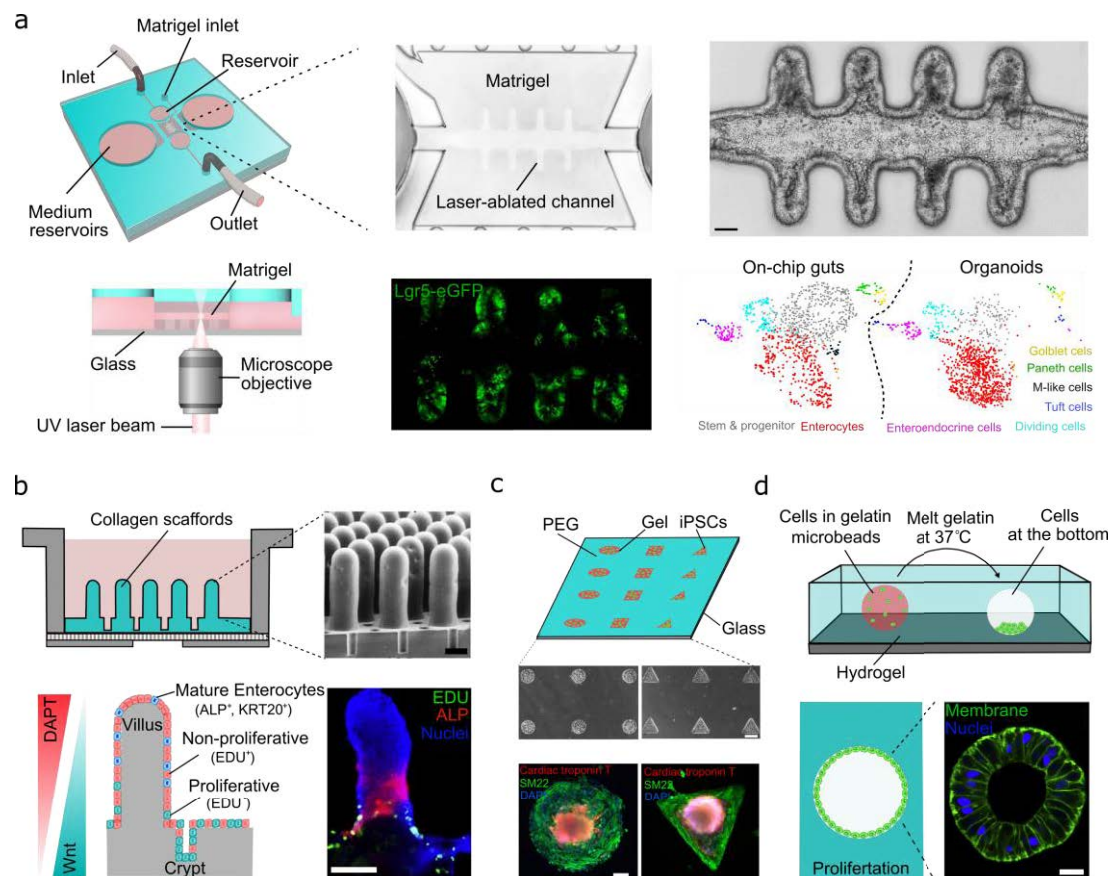 a
Matrigel inlet
Inlet
Reservoir
Medium
reservoirs
Outlet
Matrigel
Laser-ablated channel
Matrigel
Glass
Microscope
objective
UV laser beam
Lgr5-eGFP
On-chip guts
Organoids
Golblet cels
Paneth cells
M-like cells
Tuft cells
Stem & progenitor
Enterocytes
Enteroendocrine cells
Dividing cells
b
Collagen scaffords
DAPT
Wnt
Mature Enterocytes
(ALP⁺, KRT20⁺)
Villus
Non-proliferative
(EDU⁺)
Proliferative
(EDU⁻)
Crypt
EDU
ALP
Nuclei
c
PEG
Gel
iPSCs
Glass
Cardiac troponin T
SM22
DAPI
Cardiac troponin T
SM22
d
Cells in gelatin
microbeads
Melt gelatin
at 37℃
Cells
at the bottom
Hydrogel
Prolifertation
Membrane
Nuclei